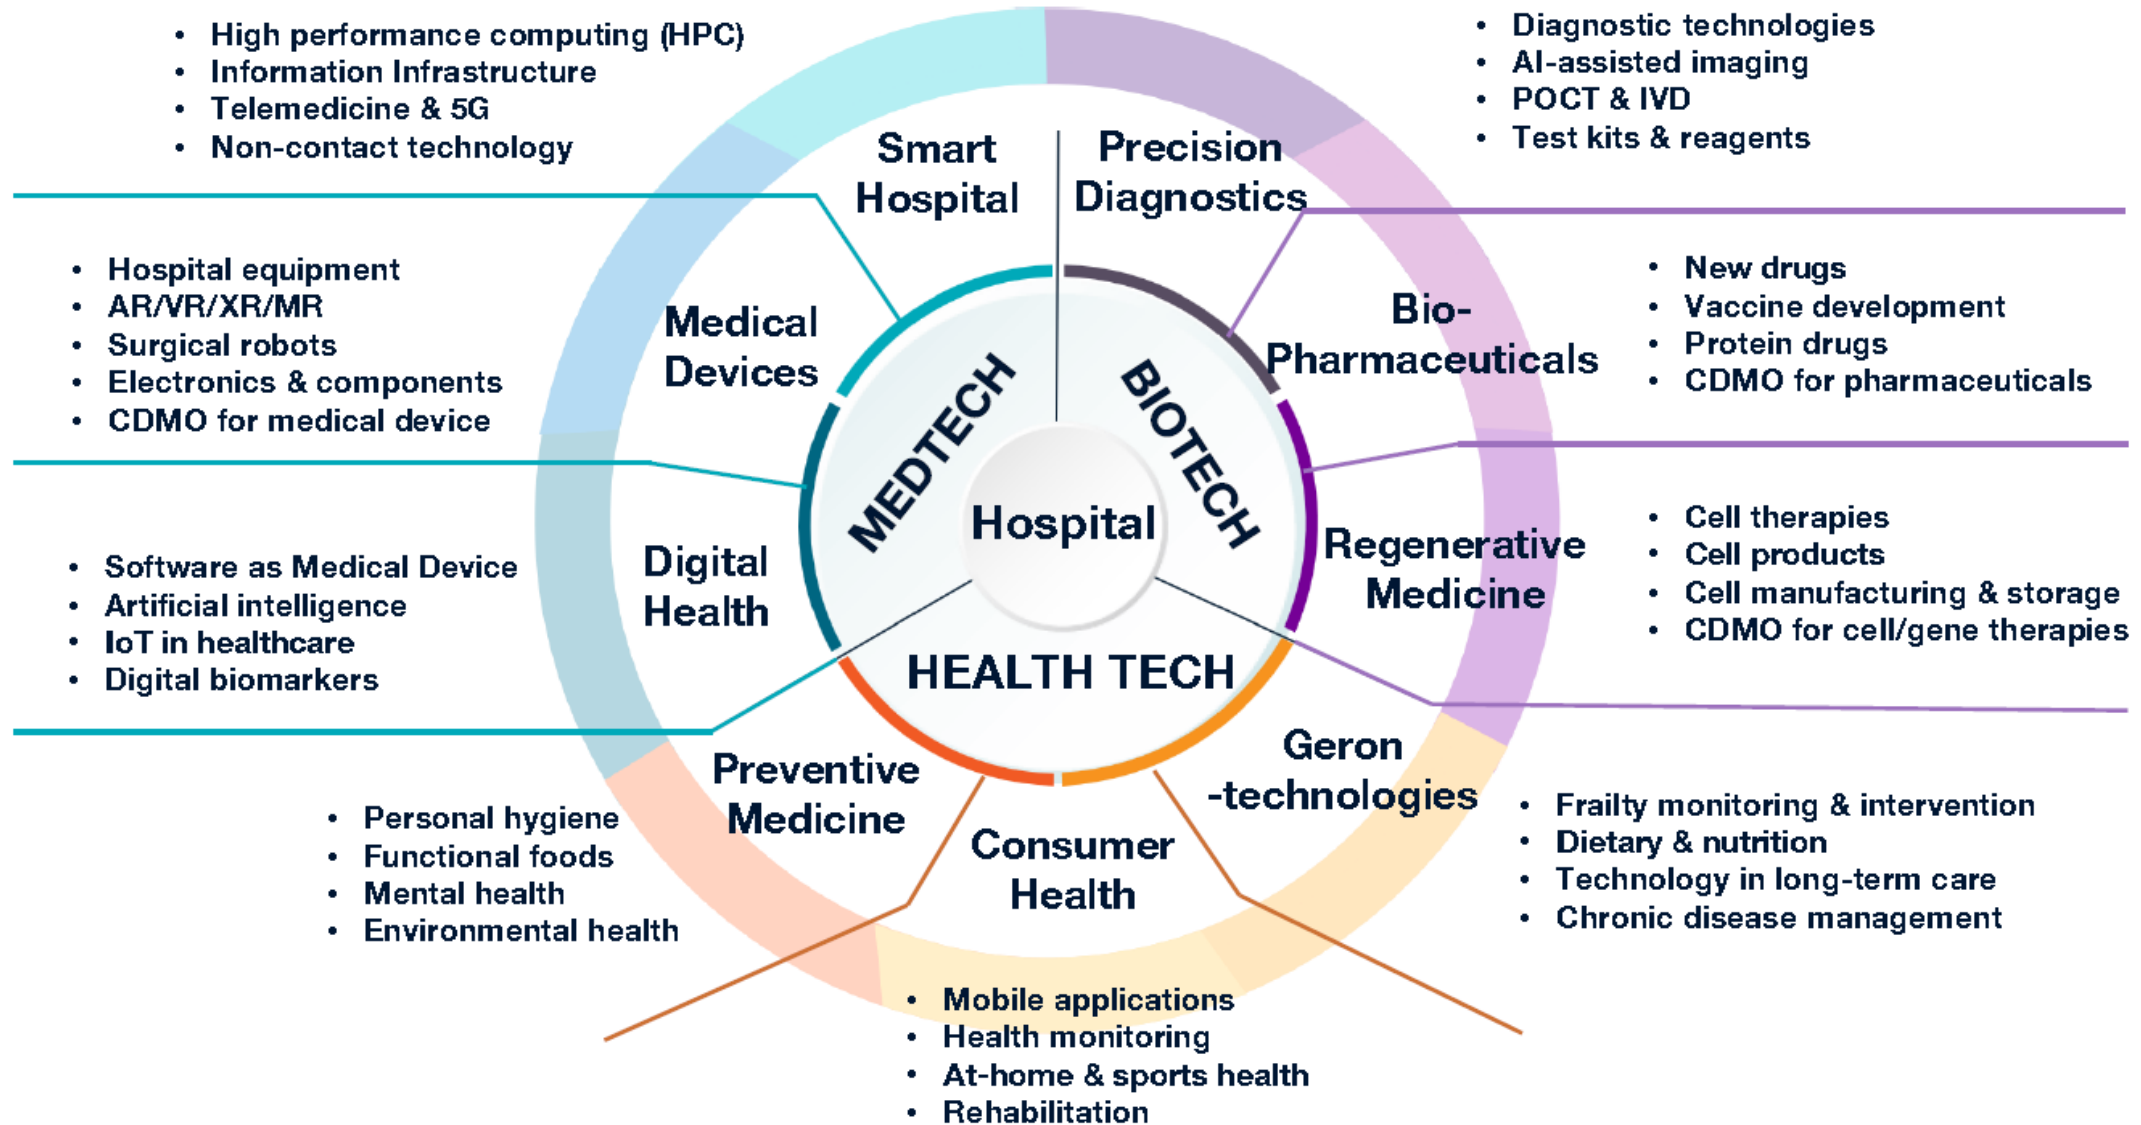 • High performance computing (HPC)
• Information Infrastructure
• Telemedicine & 5G
• Non-contact technology
• Diagnostic technologies
• AI-assisted imaging
• POCT & IVD
• Test kits & reagents
Smart
Hospital
Precision
Diagnostics
• Hospital equipment
• AR/VR/XR/MR
• Surgical robots
• Electronics & components
• CDMO for medical device
Medical
Devices
Bio-
Pharmaceuticals
• New drugs
• Vaccine development
• Protein drugs
• CDMO for pharmaceuticals
MEDTECH
BIOTECH
Hospital
HEALTH TECH
• Software as Medical Device
• Artificial intelligence
• IoT in healthcare
• Digital biomarkers
Digital
Health
Regenerative
Medicine
• Cell therapies
• Cell products
• Cell manufacturing & storage
• CDMO for cell/gene therapies
Preventive
Medicine
• Personal hygiene
• Functional foods
• Mental health
• Environmental health
Consumer
Health
Geron
-technologies
• Frailty monitoring & intervention
• Dietary & nutrition
• Technology in long-term care
• Chronic disease management
• Mobile applications
• Health monitoring
• At-home & sports health
• Rehabilitation